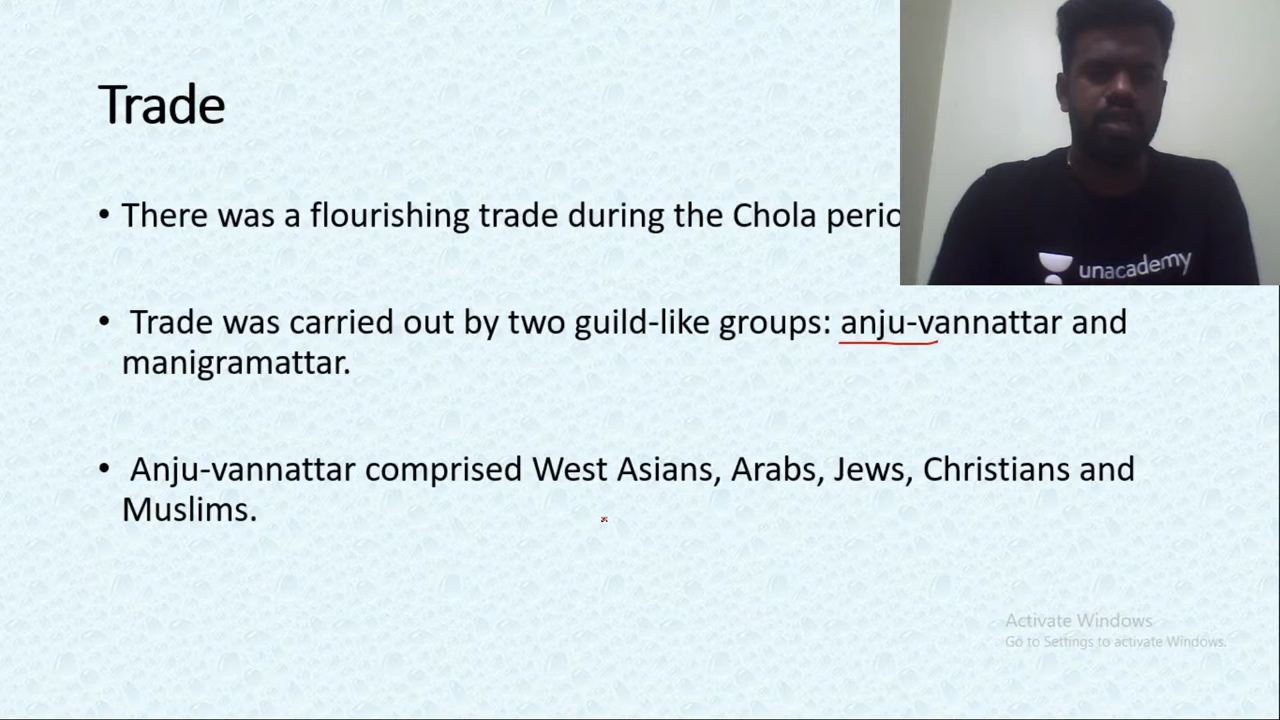 Trade
• There was a flourishing trade during the Chola perio
• Trade was carried out by two guild-like groups: anju-vannattar and
manigramattar.
• Anju-vannattar comprised West Asians, Arabs, Jews, Christians and
Muslims.
unacademy
Activate Windows
Go to Settings to activate Windows.